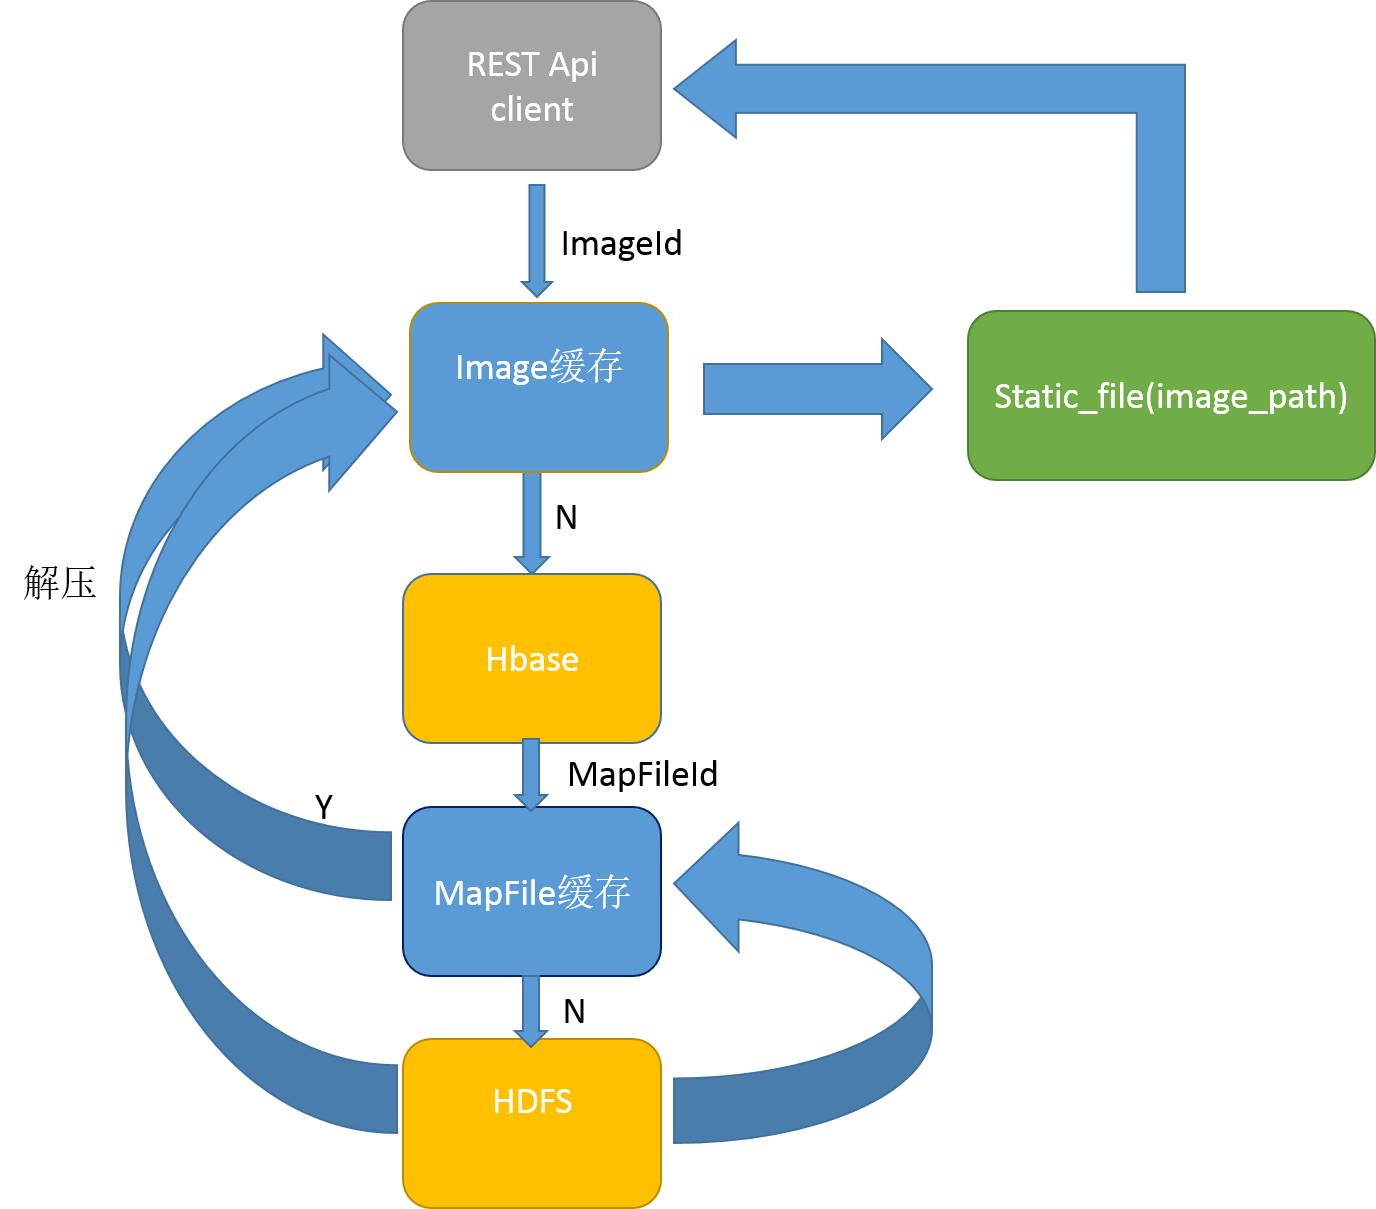 REST Api
client
ImageId
Image缓存
Static_file(image_path)
N
解压
Hbase
MapFileId
Y
MapFile缓存
N
HDFS